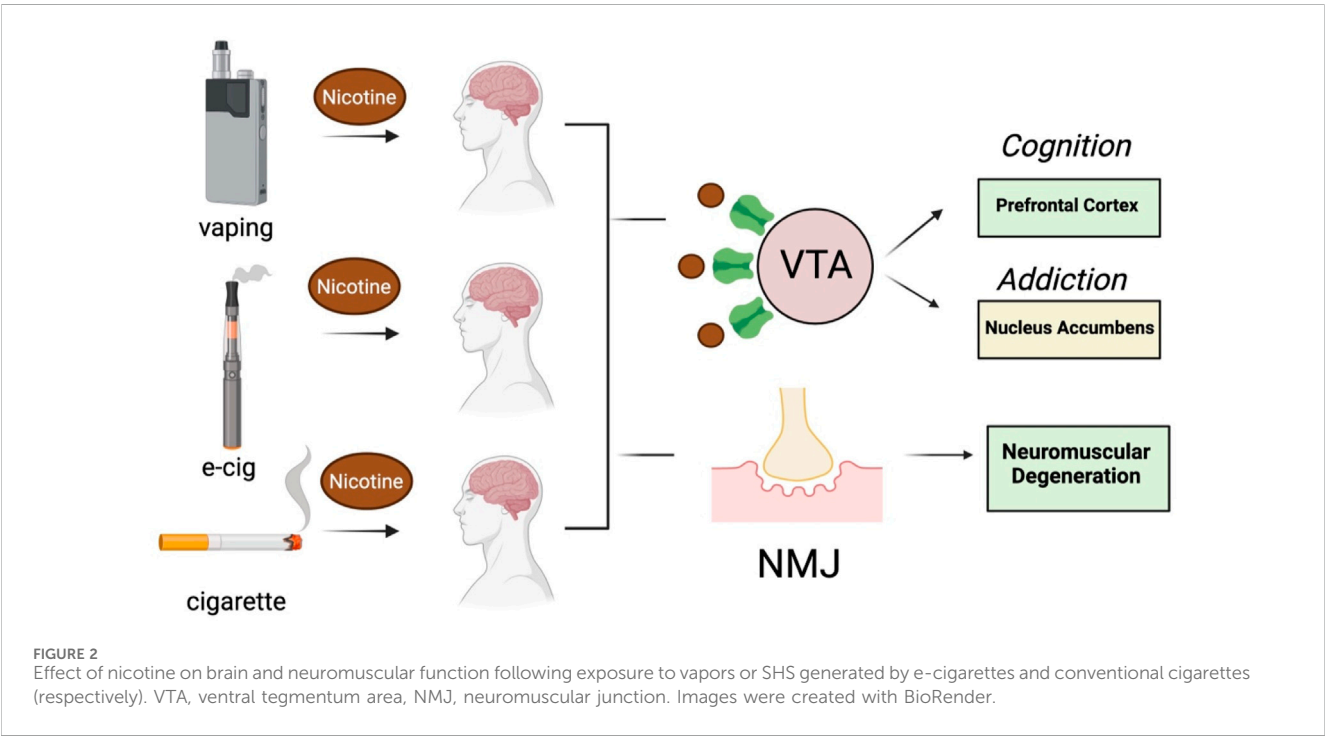 Nicotine
vaping
Nicotine
e-cig
Nicotine
cigarette
VTA
Cognition
Prefrontal Cortex
Addiction
Nucleus Accumbens
NMJ
Neuromuscular
Degeneration
FIGURE 2
Effect of nicotine on brain and neuromuscular function following exposure to vapors or SHS generated by e-cigarettes and conventional cigarettes
(respectively). VTA, ventral tegmentum area, NMJ, neuromuscular junction. Images were created with BioRender.